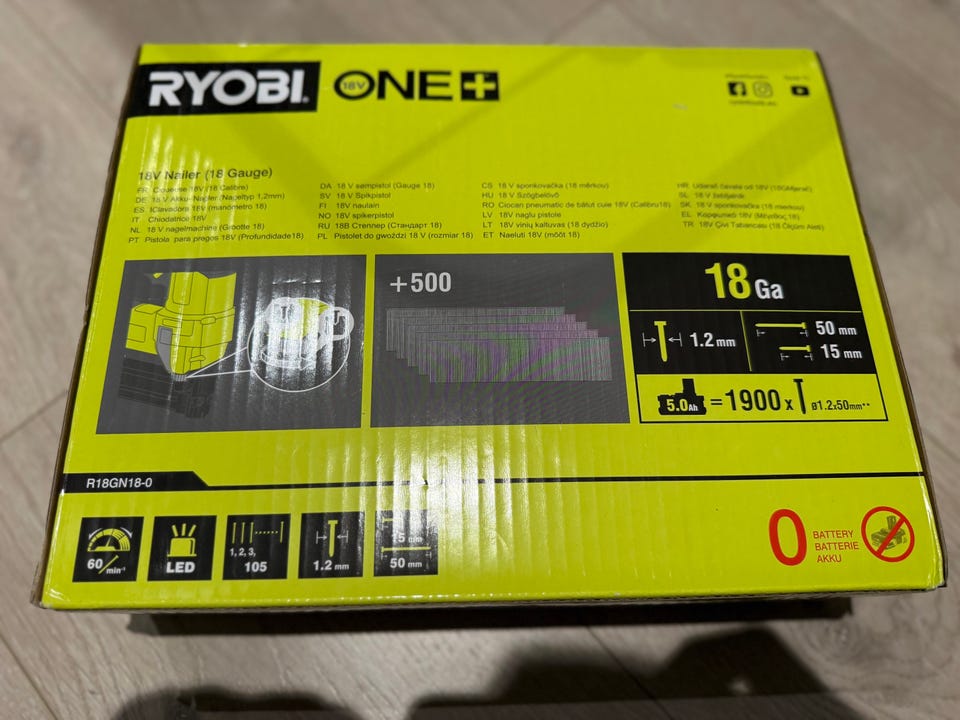 RYOBI
18V ONE+
18V Nailer (18 Gauge)
FR Cloueuse 18V (18 Calibre)
DE 18 V Akku-Nagler (Nageltyp 1,2mm)
ES (Clavadora 18V (manómetro 18)
IT Chiodatrice 18V
NL 18 V nagelmachine (Grootte 18)
PT Pistola para pregos 18V (Profundidade18)
DA 18 V sømpistol (Gauge 18)
SV 18 V Spikpistol
FI 18V naulain
NO 18V spikerpistol
RU 18В Степлер (Стандарт 18)
PL Pistolet do gwoździ 18 V (rozmiar 18)
CS 18 V sponkovačka (18 měrkou)
HU 18 V Szögbelövő
RO Ciocan pneumatic de bătut cuie 18V (Calibru18)
LV 18V naglu pistole
LT 18V vinių kaltuvas (18 dydžio)
ET Naeluti 18V (mõõt 18)
HR Udarač čavala od 18V
SL 18 V žebljarit
SK 18 V sponkovačka (18 mierkou)
EL Καρφωτικό 18V (Μέγεθος 18)
TR 18V Çivi Tabancası (18 Ölçüm Aleti)
+500
18 Ga
1.2 mm
50 mm
15 mm
5.0Ah = 1900 x ø1.2x50mm**
R18GN18-0
60 min-1
LED
1, 2, 3,
105
1.2 mm
15 mm
50 mm
0
BATTERY
BATTERIE
AKKU